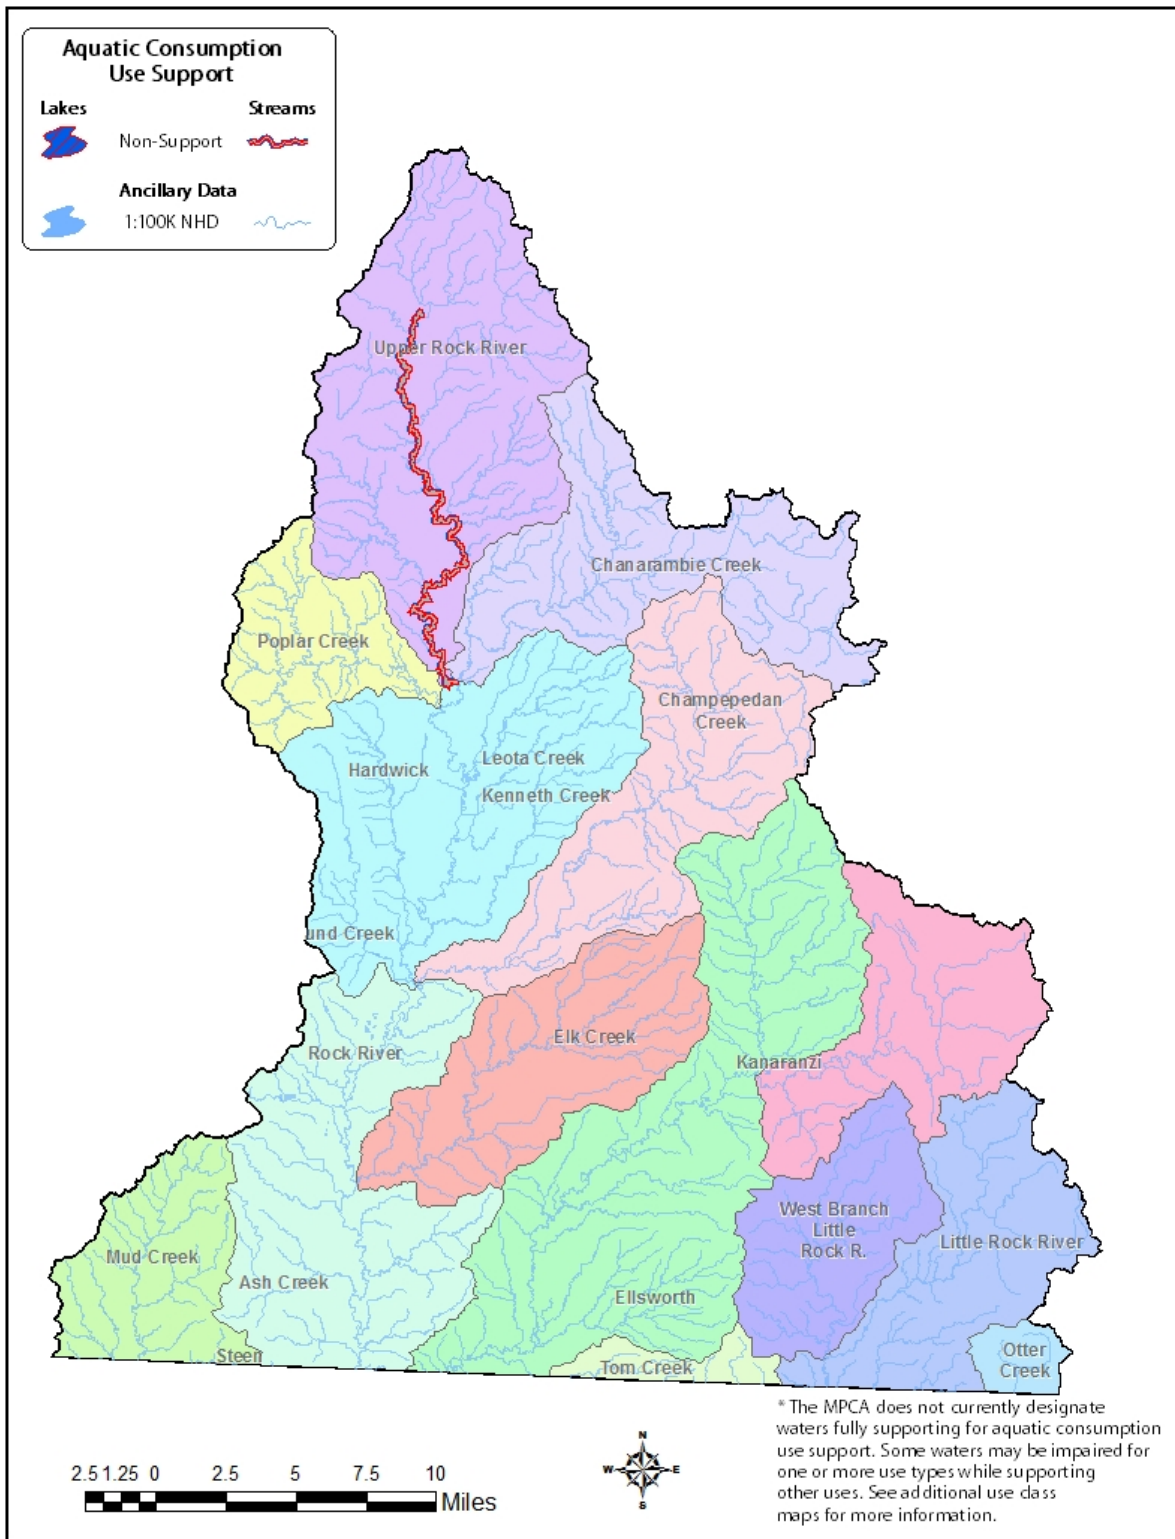 Aquatic Consumption
Use Support
Lakes Streams
Non-Support
Ancillary Data
1:100K NHD
Upper Rock River
Chanarambie Creek
Poplar Creek
Champepedan
Creek
Leota Creek
Hardwick
Kenneth Creek
und Creek
Elk Creek
Rock River
Kanaranzi
West Branch
Little
Rock R.
Little Rock River
Mud Creek
Ash Creek
Ellsworth
Steen
Tom Creek
Otter
Creek
* The MPCA does not currently designate
waters fully supporting for aquatic consumption
use support. Some waters may be impaired for
one or more use types while supporting
other uses. See additional use class
maps for more information.
N
W E
S
2.5 1.25 0 2.5 5 7.5 10
Miles